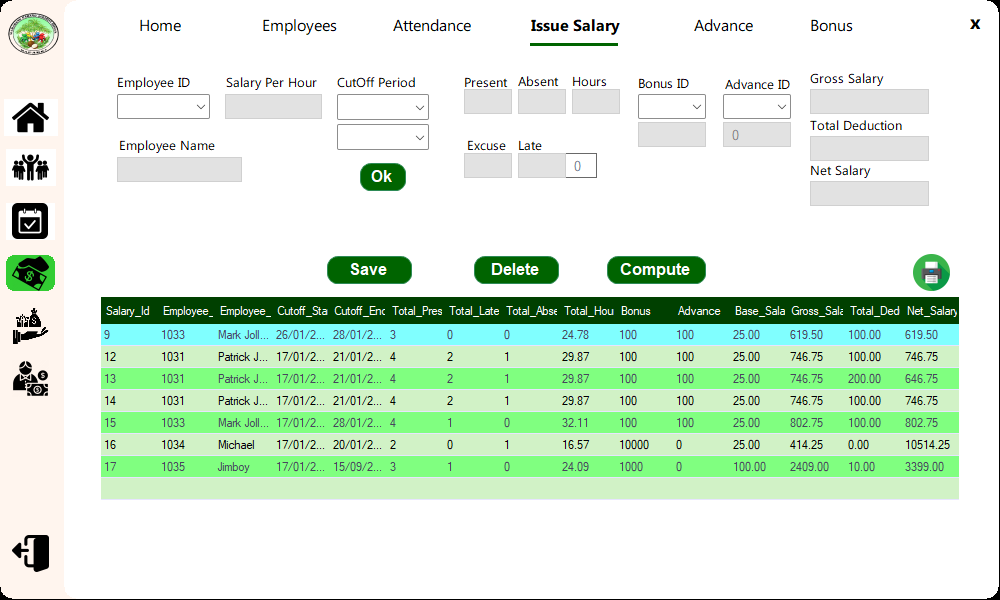 Home Employees Attendance Issue Salary Advance Bonus x
Employee ID Salary Per Hour CutOff Period Present Absent Hours Bonus ID Advance ID Gross Salary
0
Total Deduction
Employee Name Excuse Late
0
Net Salary
Ok
Save Delete Compute
Salary_Id Employee_ Employee_ Cutoff_Sta Cutoff_Enc Total_Pres Total_Late Total_Abse Total_Hou Bonus Advance Base_Sala Gross_Sala Total_Ded Net_Salary
9 1033 Mark Joll... 26/01/2... 28/01/2... 3 0 0 24.78 100 100 25.00 619.50 100.00 619.50
12 1031 Patrick J... 17/01/2... 21/01/2... 4 2 1 29.87 100 100 25.00 746.75 100.00 746.75
13 1031 Patrick J... 17/01/2... 21/01/2... 4 2 1 29.87 100 100 25.00 746.75 200.00 646.75
14 1031 Patrick J... 17/01/2... 21/01/2... 4 2 1 29.87 100 100 25.00 746.75 100.00 746.75
15 1033 Mark Joll... 17/01/2... 28/01/2... 4 1 0 32.11 100 100 25.00 802.75 100.00 802.75
16 1034 Michael 17/01/2... 20/01/2... 2 0 1 16.57 10000 0 25.00 414.25 0.00 10514.25
17 1035 Jimboy 17/01/2... 15/09/2... 3 1 0 24.09 1000 0 100.00 2409.00 10.00 3399.00